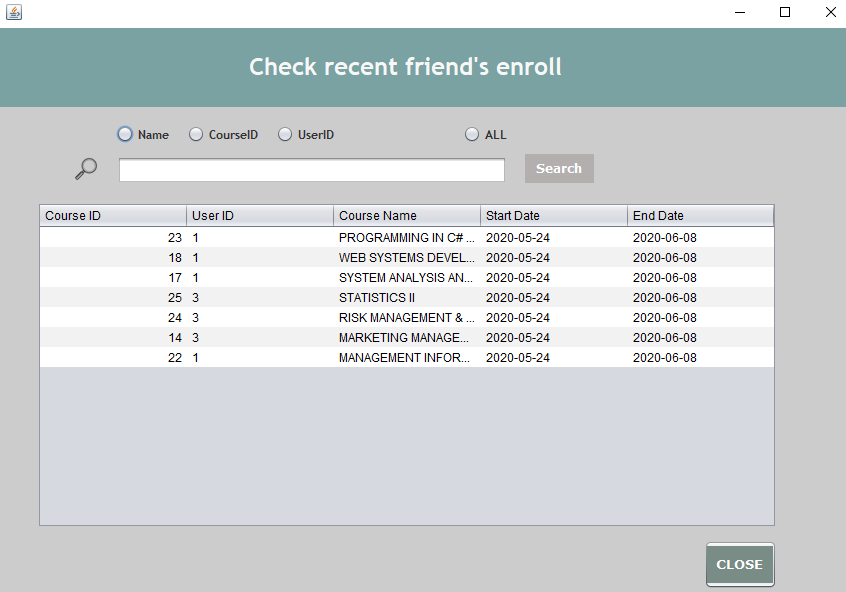 Check recent friend's enroll
Name CourseID UserID ALL
Search
Course ID User ID Course Name Start Date End Date
23 1 PROGRAMMING IN C# ... 2020-05-24 2020-06-08
18 1 WEB SYSTEMS DEVEL... 2020-05-24 2020-06-08
17 1 SYSTEM ANALYSIS AN... 2020-05-24 2020-06-08
25 3 STATISTICS II 2020-05-24 2020-06-08
24 3 RISK MANAGEMENT & ... 2020-05-24 2020-06-08
14 3 MARKETING MANAGE... 2020-05-24 2020-06-08
22 1 MANAGEMENT INFOR... 2020-05-24 2020-06-08
CLOSE